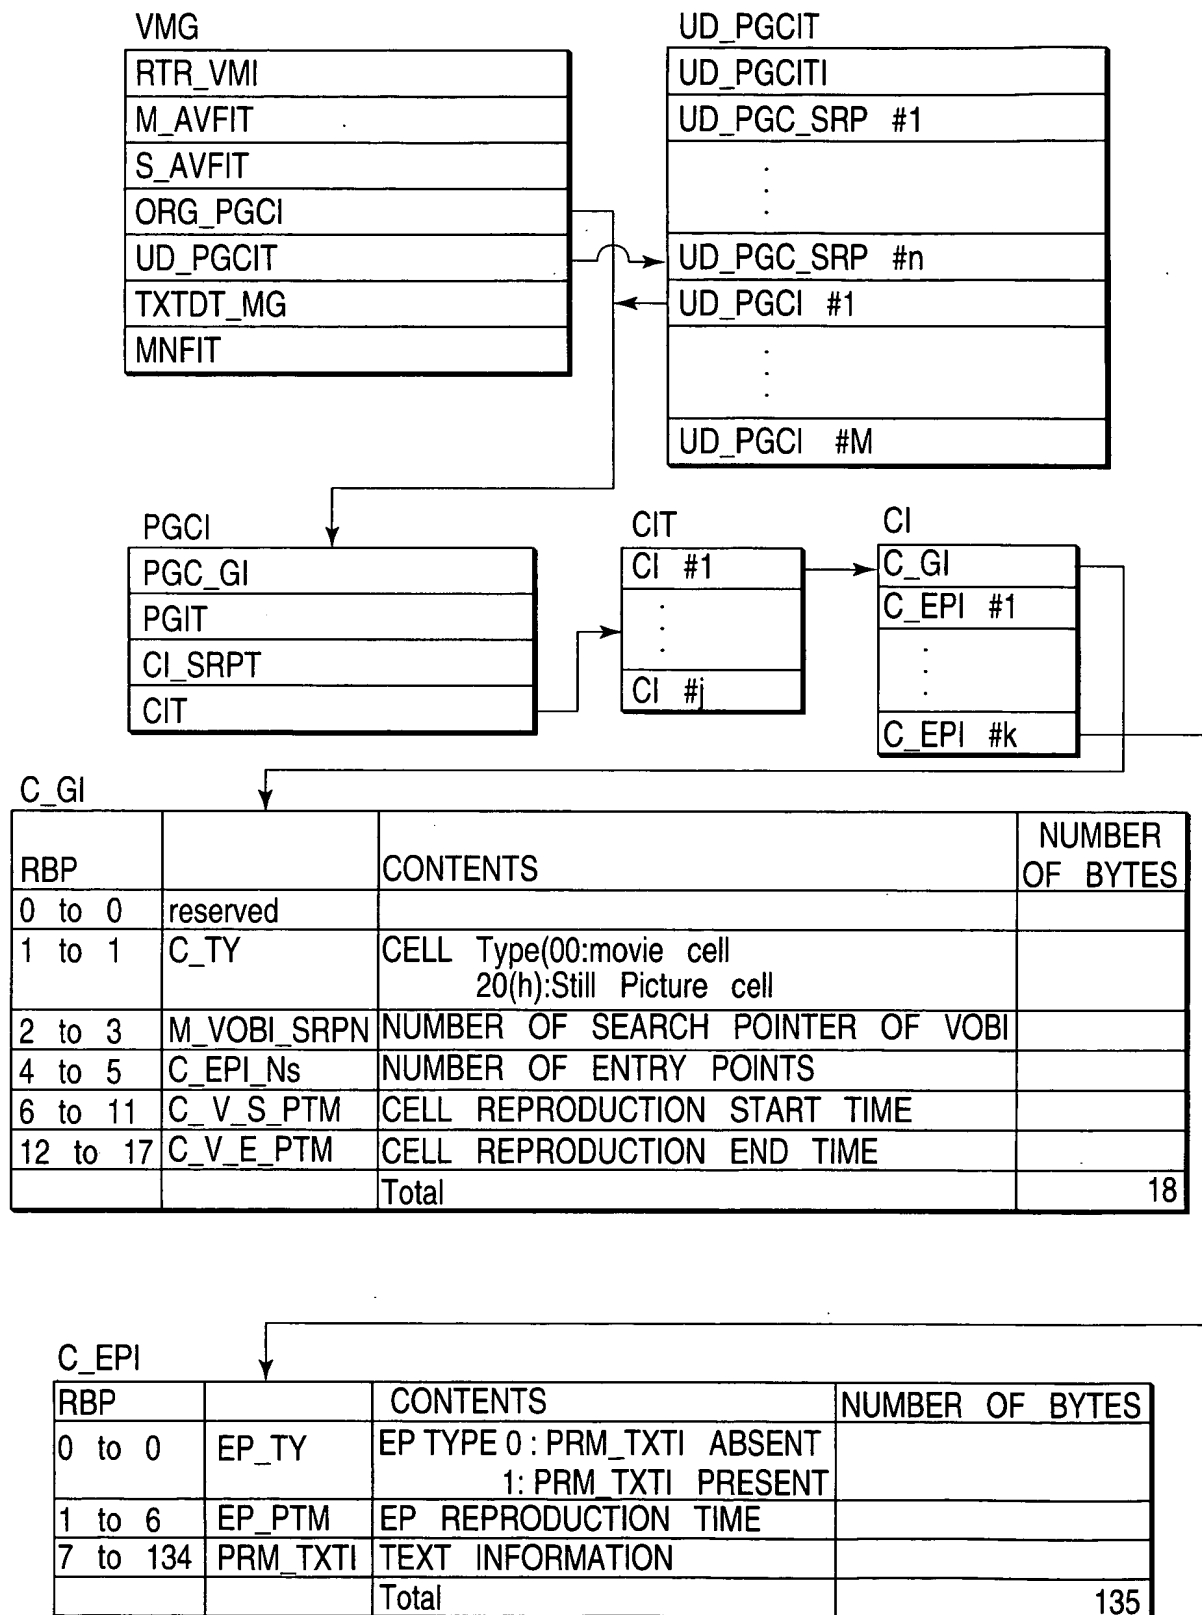 VMG
RTR_VMI
M_AVFIT
S_AVFIT
ORG_PGCI
UD_PGCIT
TXTDT_MG
MNFIT
UD_PGCIT
UD_PGCITI
UD_PGC_SRP #1
UD_PGC_SRP #n
UD_PGCI #1
UD_PGCI #M
PGCI
PGC_GI
PGIT
CI_SRPT
CIT
CIT
CI #1
CI #j
CI
C_GI
C_EPI #1
C_EPI #k
C_GI
RBP CONTENTS NUMBER OF BYTES
0 to 0 reserved
1 to 1 C_TY CELL Type(00:movie cell
20(h):Still Picture cell
2 to 3 M_VOBI_SRPN NUMBER OF SEARCH POINTER OF VOBI
4 to 5 C_EPI_Ns NUMBER OF ENTRY POINTS
6 to 11 C_V_S_PTM CELL REPRODUCTION START TIME
12 to 17 C_V_E_PTM CELL REPRODUCTION END TIME
Total 18
C_EPI
RBP CONTENTS NUMBER OF BYTES
0 to 0 EP_TY EP TYPE 0 : PRM_TXTI ABSENT
1: PRM_TXTI PRESENT
1 to 6 EP_PTM EP REPRODUCTION TIME
7 to 134 PRM_TXTI TEXT INFORMATION
Total 135